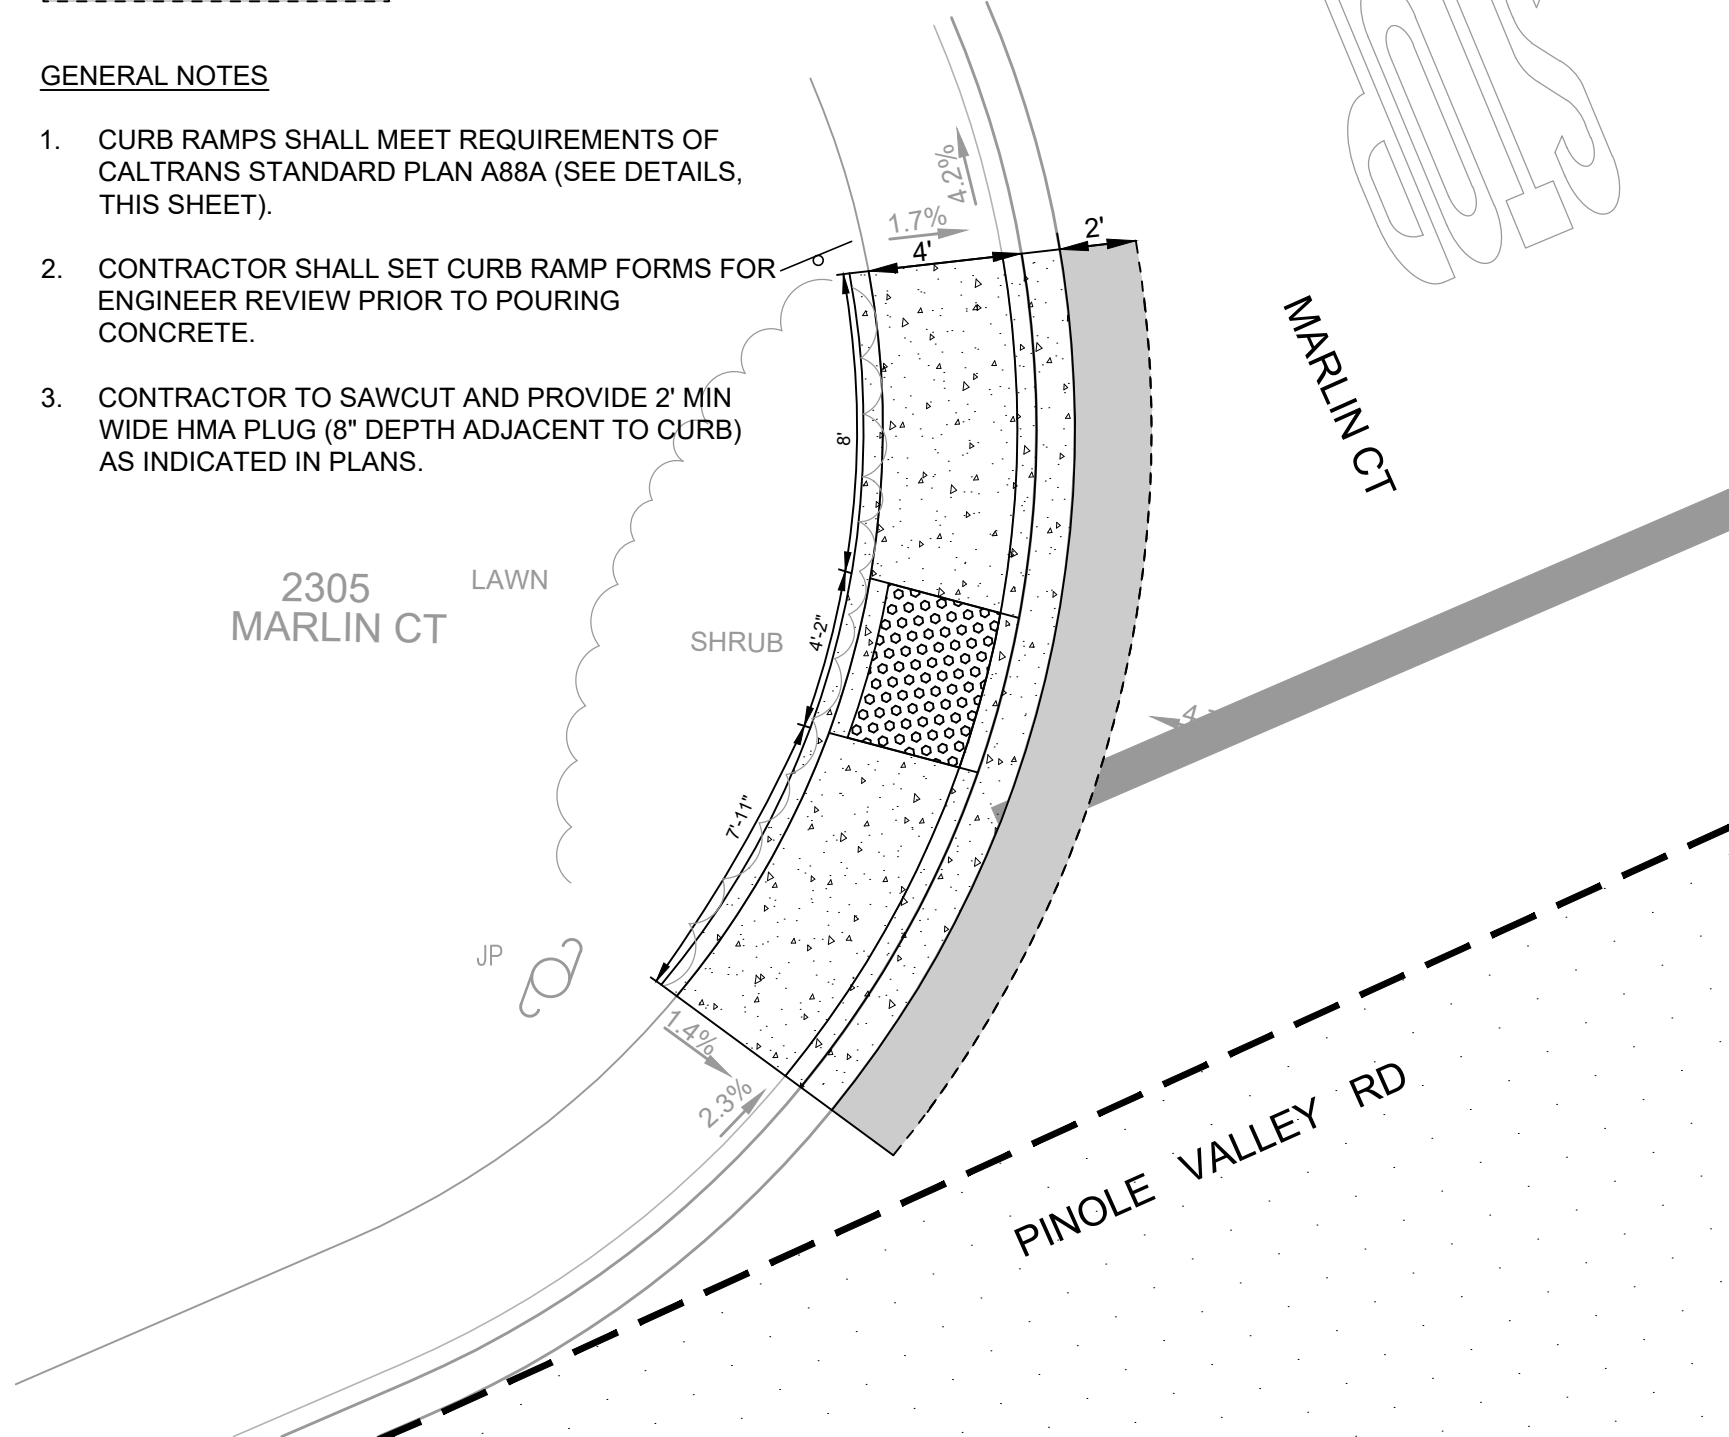 GENERAL NOTES
1. CURB RAMPS SHALL MEET REQUIREMENTS OF
CALTRANS STANDARD PLAN A88A (SEE DETAILS,
THIS SHEET).
2. CONTRACTOR SHALL SET CURB RAMP FORMS FOR
ENGINEER REVIEW PRIOR TO POURING
CONCRETE.
3. CONTRACTOR TO SAWCUT AND PROVIDE 2' MIN
WIDE HMA PLUG (8" DEPTH ADJACENT TO CURB)
AS INDICATED IN PLANS.
4.2%
1.7%
4'
2'
8'
4'-2"
7'-11"
MARLIN CT
2305
MARLIN CT
LAWN
SHRUB
JP
1.4%
2.3%
PINOLE VALLEY RD